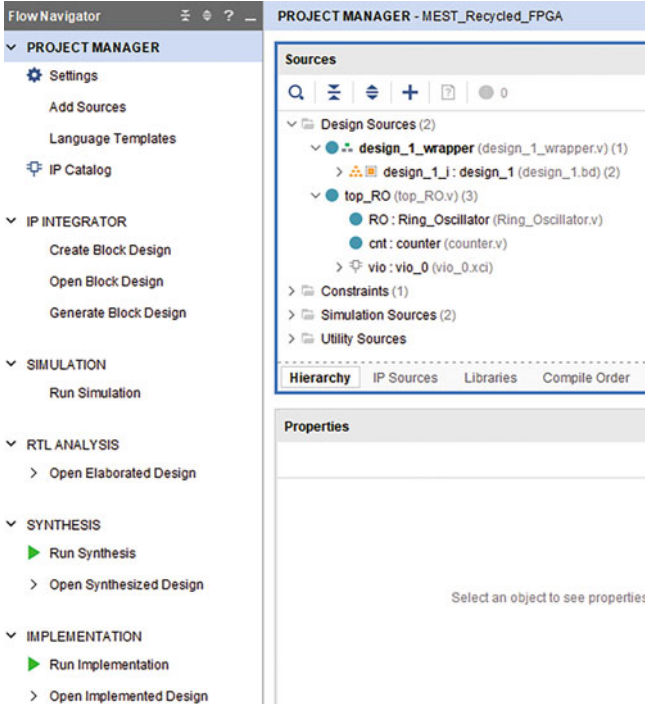 Flow Navigator ?
PROJECT MANAGER
Settings
Add Sources
Language Templates
IP Catalog
IP INTEGRATOR
Create Block Design
Open Block Design
Generate Block Design
SIMULATION
Run Simulation
RTL ANALYSIS
Open Elaborated Design
SYNTHESIS
Run Synthesis
Open Synthesized Design
IMPLEMENTATION
Run Implementation
Open Implemented Design
PROJECT MANAGER - MEST_Recycled_FPGA
Sources
? 0
Design Sources (2)
design_1_wrapper (design_1_wrapper.v) (1)
design_1_i : design_1 (design_1.bd) (2)
top_RO (top_RO.v) (3)
RO : Ring_Oscillator (Ring_Oscillator.v)
cnt : counter (counter.v)
vio : vio_0 (vio_0.xci)
Constraints (1)
Simulation Sources (2)
Utility Sources
Hierarchy IP Sources Libraries Compile Order
Properties
Select an object to see properties